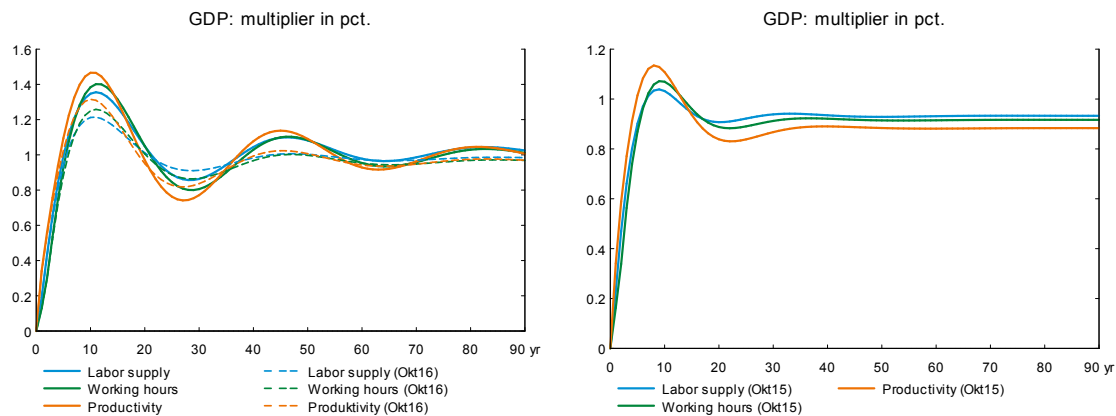 GDP: multiplier in pct.
1.6
1.4
1.2
1.0
0.8
0.6
0.4
0.2
0
0 10 20 30 40 50 60 70 80 90 yr
Labor supply Labor supply (Okt16)
Working hours Working hours (Okt16)
Productivity Produktivity (Okt16)
GDP: multiplier in pct.
1.2
1
0.8
0.6
0.4
0.2
0
0 10 20 30 40 50 60 70 80 90 yr
Labor supply (Okt15) Productivity (Okt15)
Working hours (Okt15)